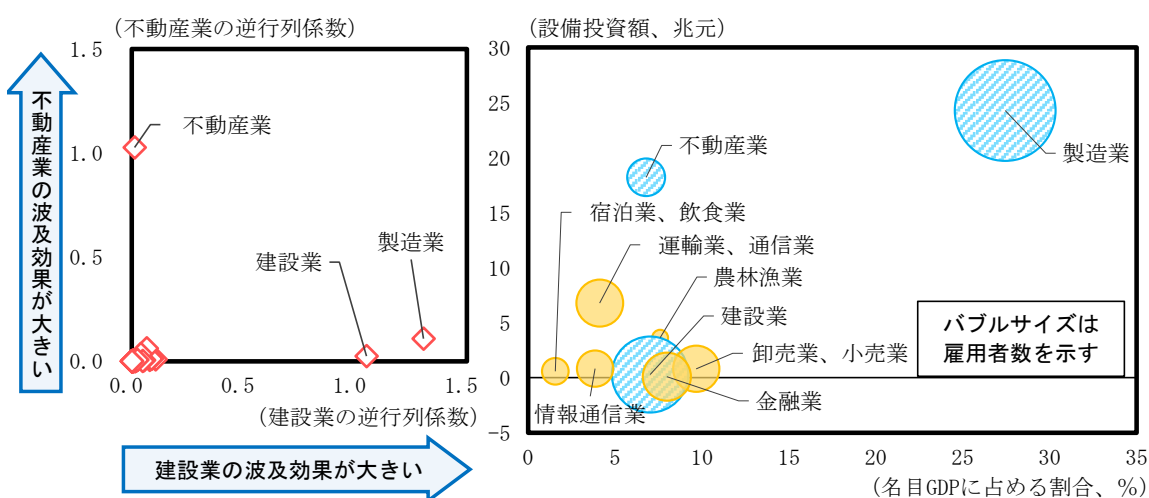 (不動産業の逆行列係数)
1.5
1.0
0.5
0.0
0.0
0.5
1.0
1.5
不動産業
建設業
製造業
(建設業の逆行列係数)
不動産業の波及効果が大きい
建設業の波及効果が大きい
(設備投資額、兆元)
30
25
20
15
10
5
0
-5
0
5
10
15
20
25
30
35
製造業
不動産業
宿泊業、飲食業
運輸業、通信業
農林漁業
建設業
卸売業、小売業
金融業
情報通信業
バブルサイズは
雇用者数を示す
(名目GDPに占める割合、%)